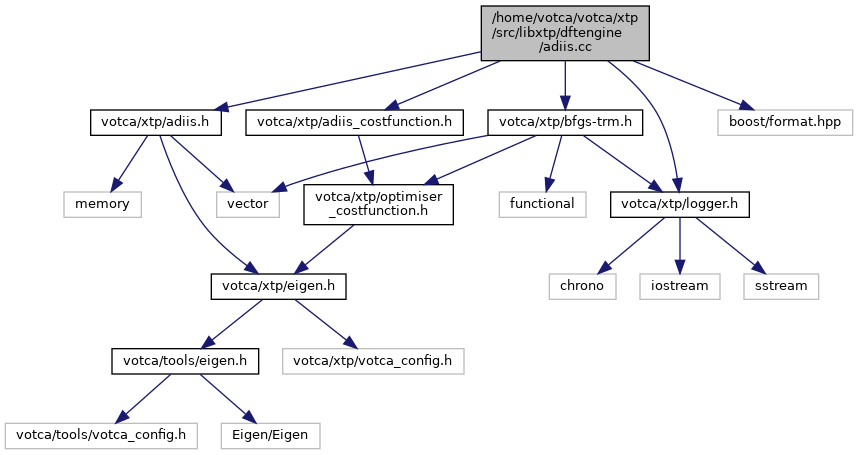 /home/votca/votca/xtp
/src/libxtp/dftengine
/adiis.cc
votca/xtp/adiis.h
votca/xtp/adiis_costfunction.h
votca/xtp/bfgs-trm.h
boost/format.hpp
memory
vector
votca/xtp/optimiser
_costfunction.h
functional
votca/xtp/logger.h
votca/xtp/eigen.h
chrono
iostream
sstream
votca/tools/eigen.h
votca/xtp/votca_config.h
votca/tools/votca_config.h
Eigen/Eigen